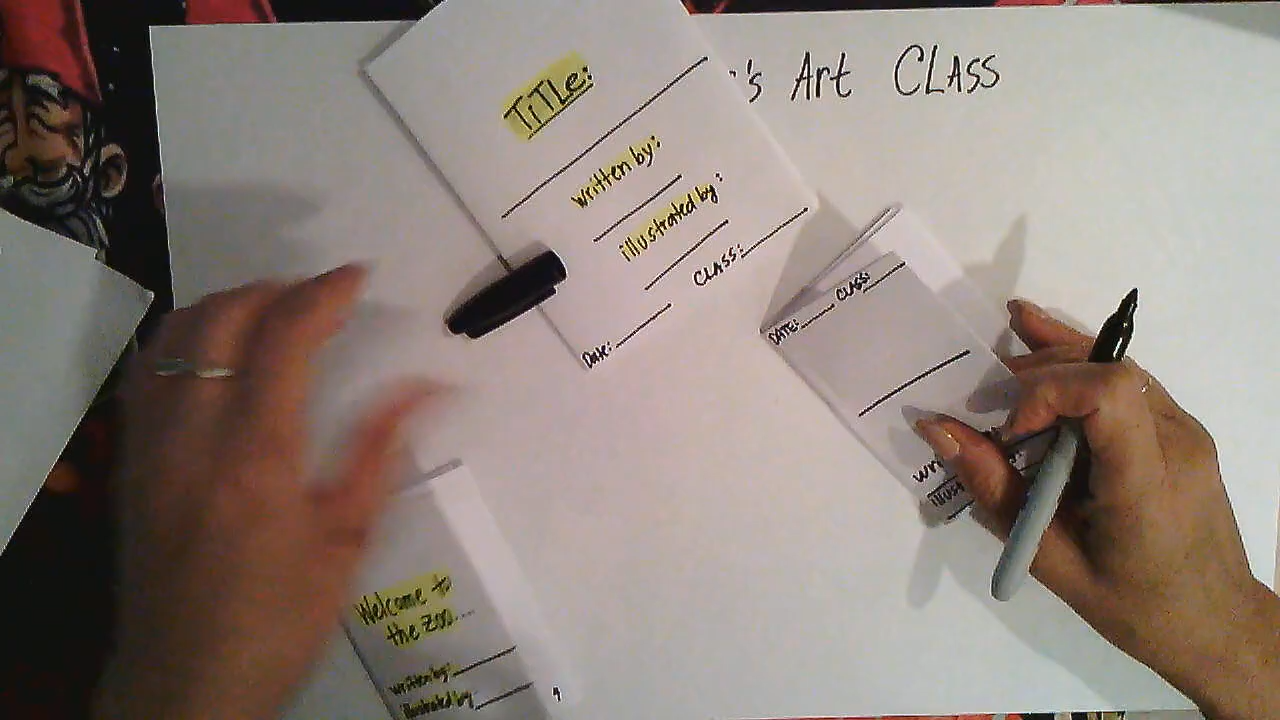 's Art CLASS
TiTLe:
written by:
illustrated by:
CLASS:
Date:
DATE: CLASS:
Welcome to
the Zoo...
written by:
illustrated by